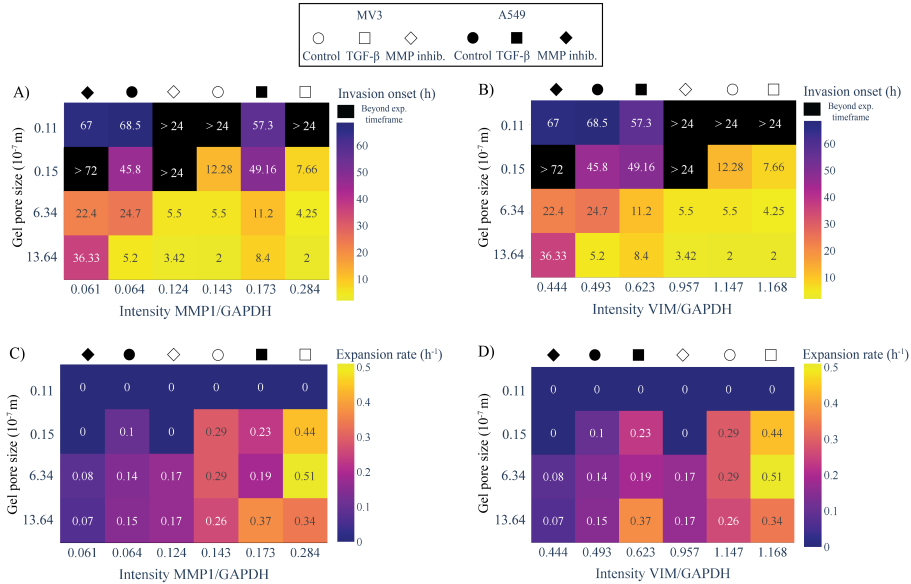 MV3 A549
Control TGF-β MMP inhib. Control TGF-β MMP inhib.
A)
Invasion onset (h)
Beyond exp.
timeframe
Gel pore size (10⁻⁷ m)
0.11 67 68.5 > 24 > 24 57.3 > 24
0.15 > 72 45.8 > 24 12.28 49.16 7.66
6.34 22.4 24.7 5.5 5.5 11.2 4.25
13.64 36.33 5.2 3.42 2 8.4 2
0.061 0.064 0.124 0.143 0.173 0.284
Intensity MMP1/GAPDH
60
50
40
30
20
10
B)
Invasion onset (h)
Beyond exp.
timeframe
Gel pore size (10⁻⁷ m)
0.11 67 68.5 57.3 > 24 > 24 > 24
0.15 > 72 45.8 49.16 > 24 12.28 7.66
6.34 22.4 24.7 11.2 5.5 5.5 4.25
13.64 36.33 5.2 8.4 3.42 2 2
0.444 0.493 0.623 0.957 1.147 1.168
Intensity VIM/GAPDH
60
50
40
30
20
10
C)
Expansion rate (h⁻¹)
Gel pore size (10⁻⁷ m)
0.11 0 0 0 0 0 0
0.15 0 0.1 0 0.29 0.23 0.44
6.34 0.08 0.14 0.17 0.29 0.19 0.51
13.64 0.07 0.15 0.17 0.26 0.37 0.34
0.061 0.064 0.124 0.143 0.173 0.284
Intensity MMP1/GAPDH
0.5
0.4
0.3
0.2
0.1
0
D)
Expansion rate (h⁻¹)
Gel pore size (10⁻⁷ m)
0.11 0 0 0 0 0 0
0.15 0 0.1 0.23 0 0.29 0.44
6.34 0.08 0.14 0.19 0.17 0.29 0.51
13.64 0.07 0.15 0.37 0.17 0.26 0.34
0.444 0.493 0.623 0.957 1.147 1.168
Intensity VIM/GAPDH
0.5
0.4
0.3
0.2
0.1
0